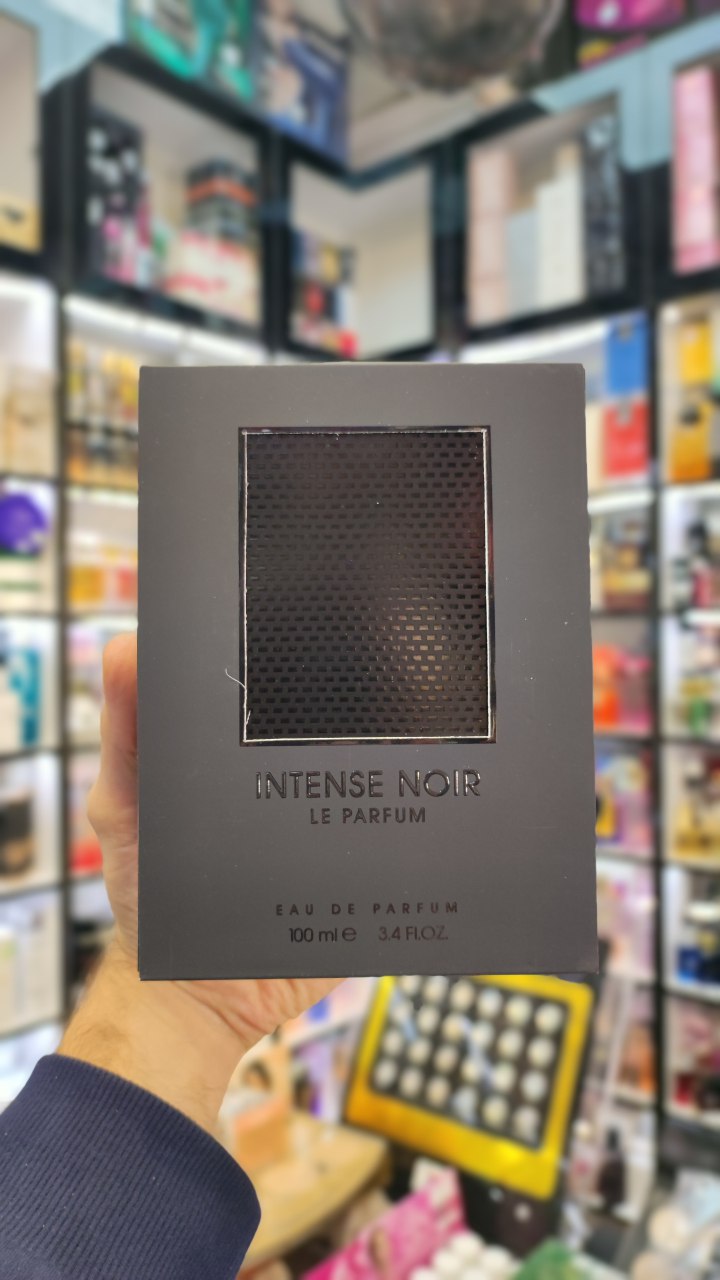 INTENSE NOIR
LE PARFUM
EAU DE PARFUM
100 ml ℮ 3.4 Fl.OZ.